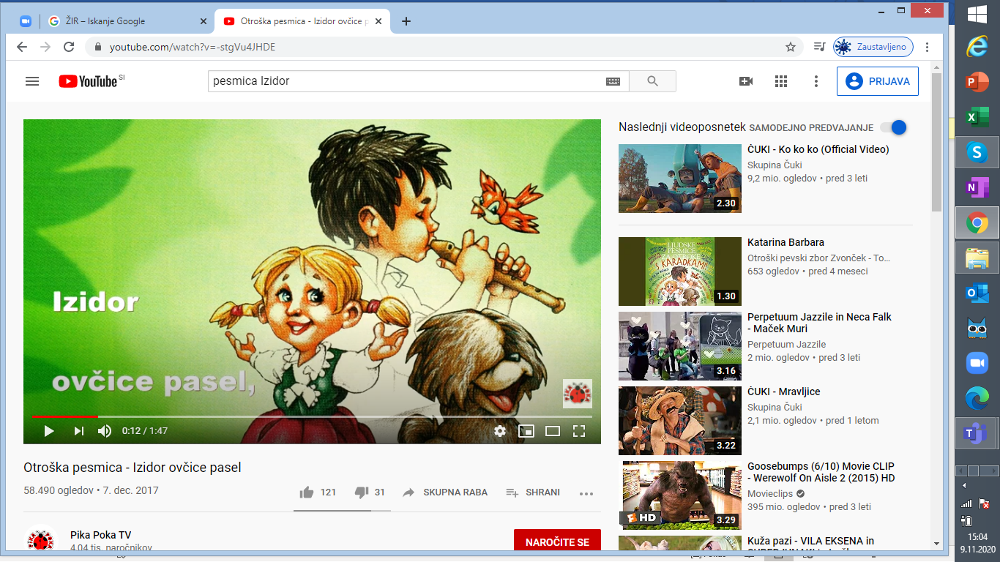 ŽIR – Iskanje Google
Otroška pesmica - Izidor ovčice p
youtube.com/watch?v=-stgVu4JHDE
Zaustavljeno
YouTube SI
pesmica Izidor
PRIJAVA
Izidor
ovčice pasel,
0:12 / 1:47
Otroška pesmica - Izidor ovčice pasel
58.490 ogledov • 7. dec. 2017
121
31
SKUPNA RABA
SHRANI
Pika Poka TV
4,04 tis. naročnikov
NAROČITE SE
Naslednji videoposnetek
SAMODEJNO PREDVAJANJE
2.30
ČUKI - Ko ko ko (Official Video)
Skupina Čuki
9,2 mio. ogledov • pred 3 leti
LJUDSKE
PESMICE
ZA OTROKE
S KARAOKAMI!
1.30
Katarina Barbara
Otroški pevski zbor Zvonček - To...
653 ogledov • pred 4 meseci
3.16
Perpetuum Jazzile in Neca Falk
- Maček Muri
Perpetuum Jazzile
2 mio. ogledov • pred 3 leti
3.22
ČUKI - Mravljice
Skupina Čuki
2,1 mio. ogledov • pred 1 letom
HD
3.29
Goosebumps (6/10) Movie CLIP
- Werewolf On Aisle 2 (2015) HD
Movieclips
395 mio. ogledov • pred 3 leti
Kuža pazi - VILA EKSENA in
15:04
9.11.2020